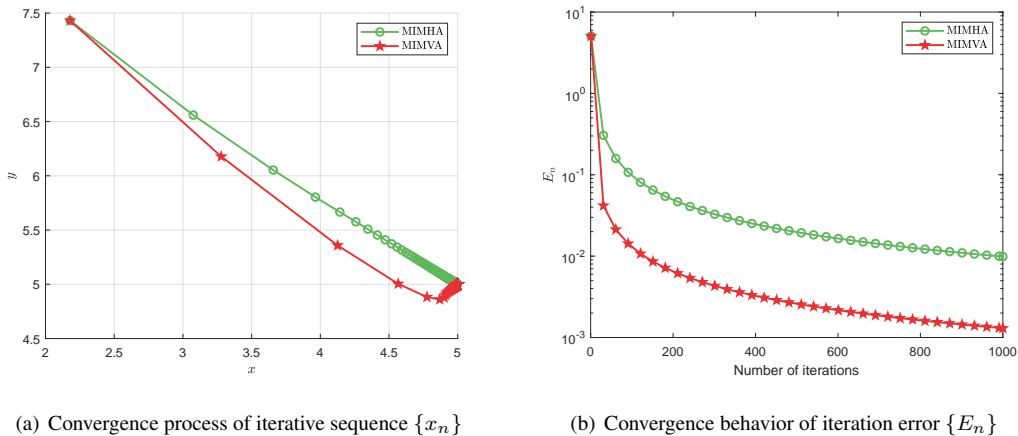 7.5
7
6.5
6
5.5
5
4.5
y
2
2.5
3
3.5
4
4.5
5
x
MIMHA
MIMVA
10^1
10^0
10^-1
10^-2
10^-3
E_n
0
200
400
600
800
1000
Number of iterations
MIMHA
MIMVA
(a) Convergence process of iterative sequence {x_n}
(b) Convergence behavior of iteration error {E_n}